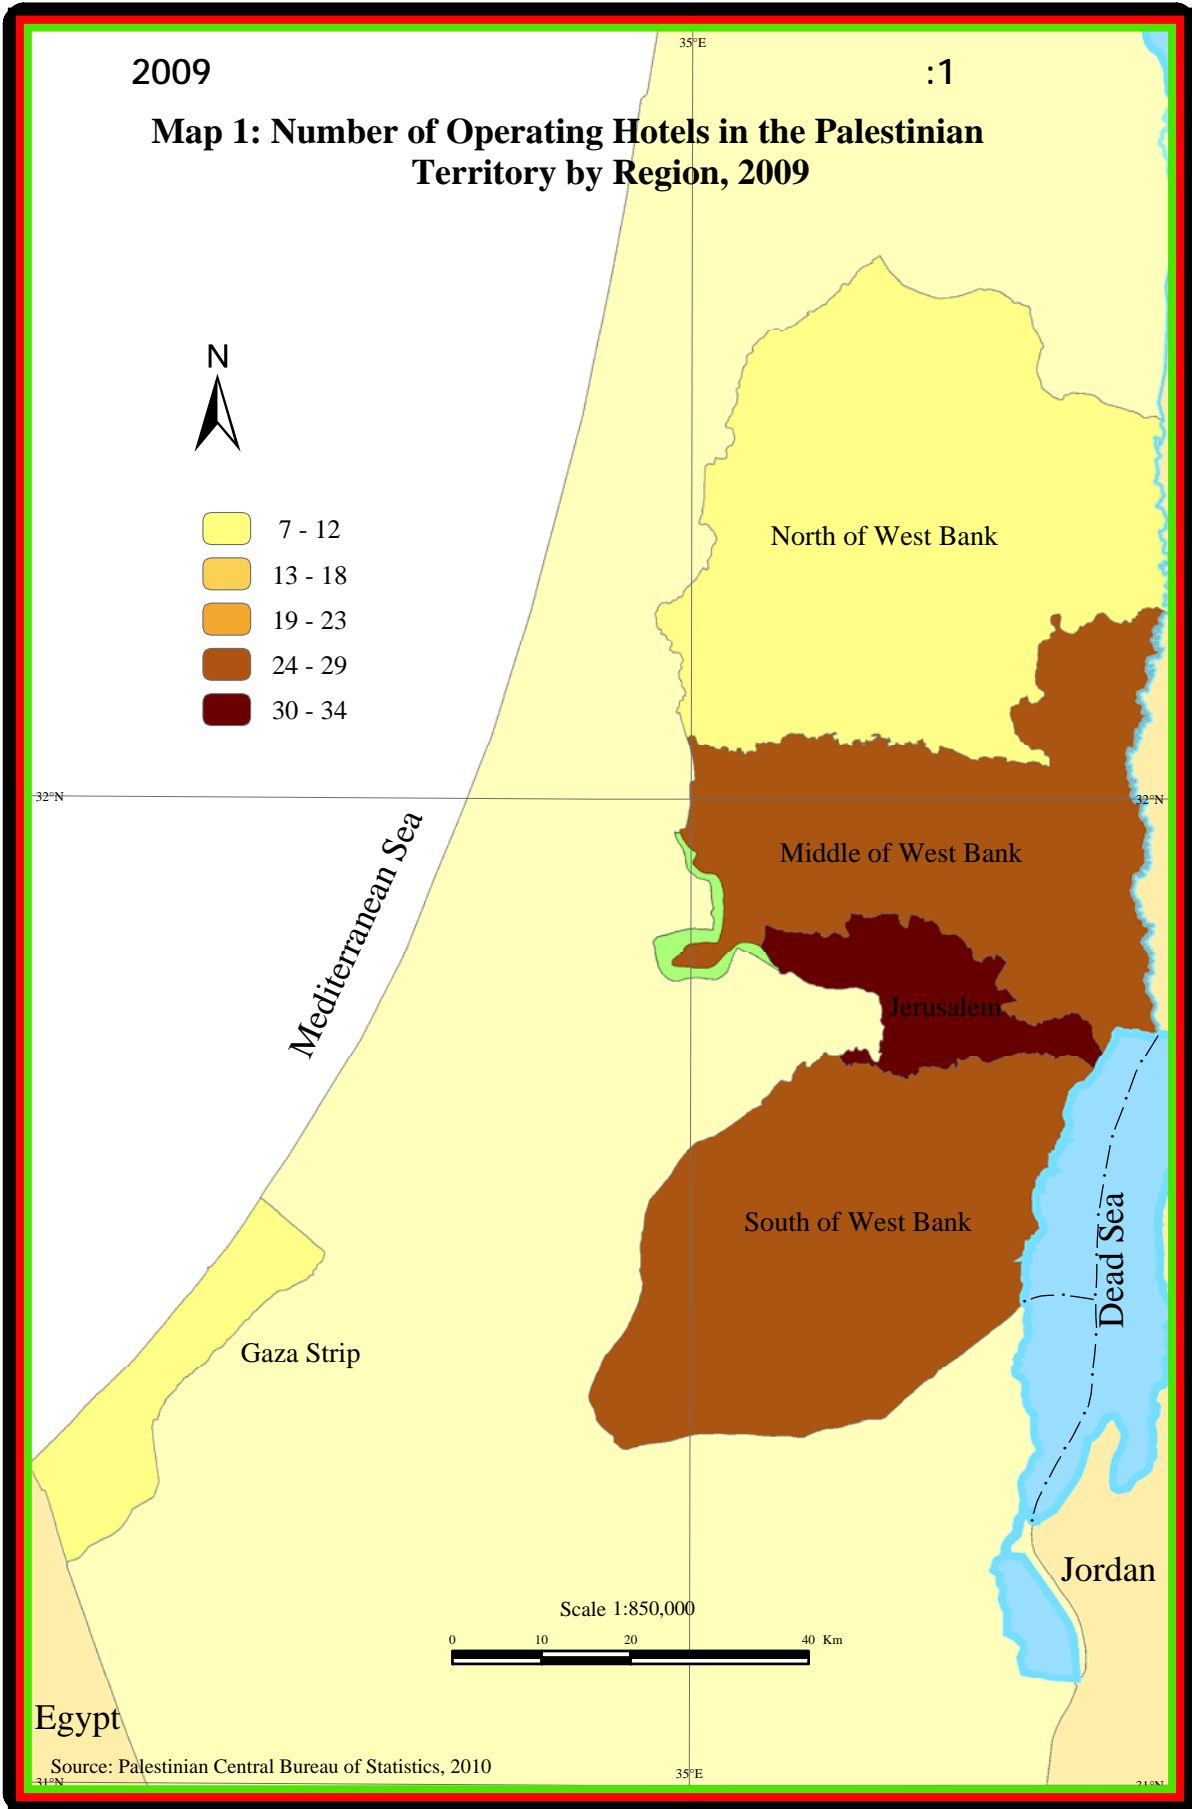 2009 :1
Map 1: Number of Operating Hotels in the Palestinian
Territory by Region, 2009
35°E
N
7 - 12
13 - 18
19 - 23
24 - 29
30 - 34
North of West Bank
32°N
32°N
Mediterranean Sea
Middle of West Bank
Jerusalem
South of West Bank
Dead Sea
Gaza Strip
Jordan
Scale 1:850,000
0 10 20 40 Km
Egypt
Source: Palestinian Central Bureau of Statistics, 2010
35°E
31°N
31°N